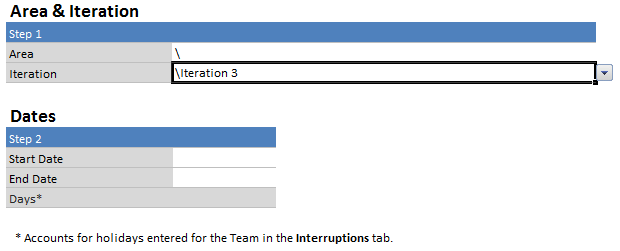 Area & Iteration
Step 1
Area \
Iteration \Iteration 3
Dates
Step 2
Start Date
End Date
Days*
* Accounts for holidays entered for the Team in the Interruptions tab.